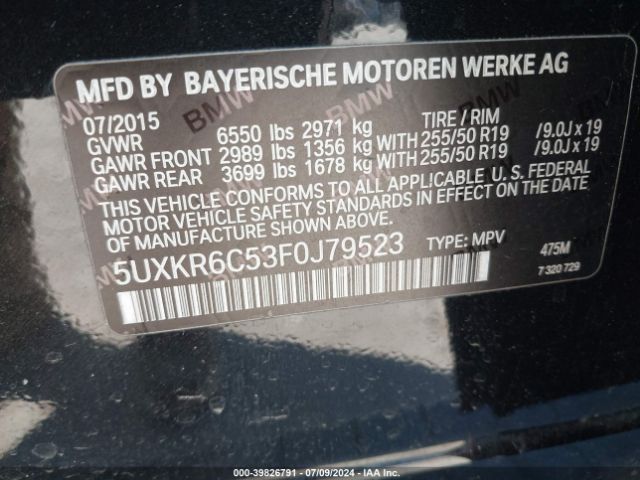 MFD BY BAYERISCHE MOTOREN WERKE AG
07/2015 TIRE / RIM
GVWR 6550 lbs 2971 kg
GAWR FRONT 2989 lbs 1356 kg WITH 255/50 R19 /9.0J x 19
GAWR REAR 3699 lbs 1678 kg WITH 255/50 R19 /9.0J x 19
THIS VEHICLE CONFORMS TO ALL APPLICABLE U. S. FEDERAL
MOTOR VEHICLE SAFETY STANDARDS IN EFFECT ON THE DATE
OF MANUFACTURE SHOWN ABOVE.
5UXKR6C53F0J79523 TYPE: MPV 475M
7 320 729
000-39826791 - 07/09/2024 - IAA Inc.